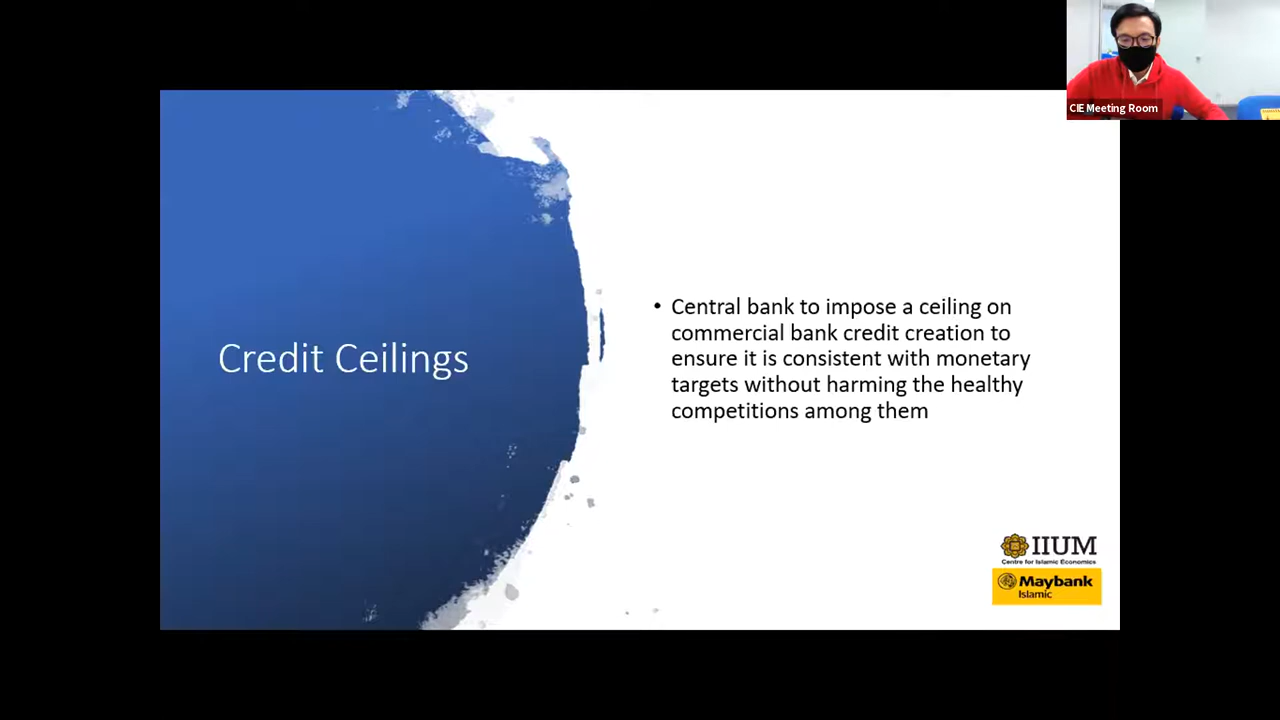 CIE Meeting Room
Credit Ceilings
• Central bank to impose a ceiling on
commercial bank credit creation to
ensure it is consistent with monetary
targets without harming the healthy
competitions among them
IIUM
Centre for Islamic Economics
Maybank
Islamic